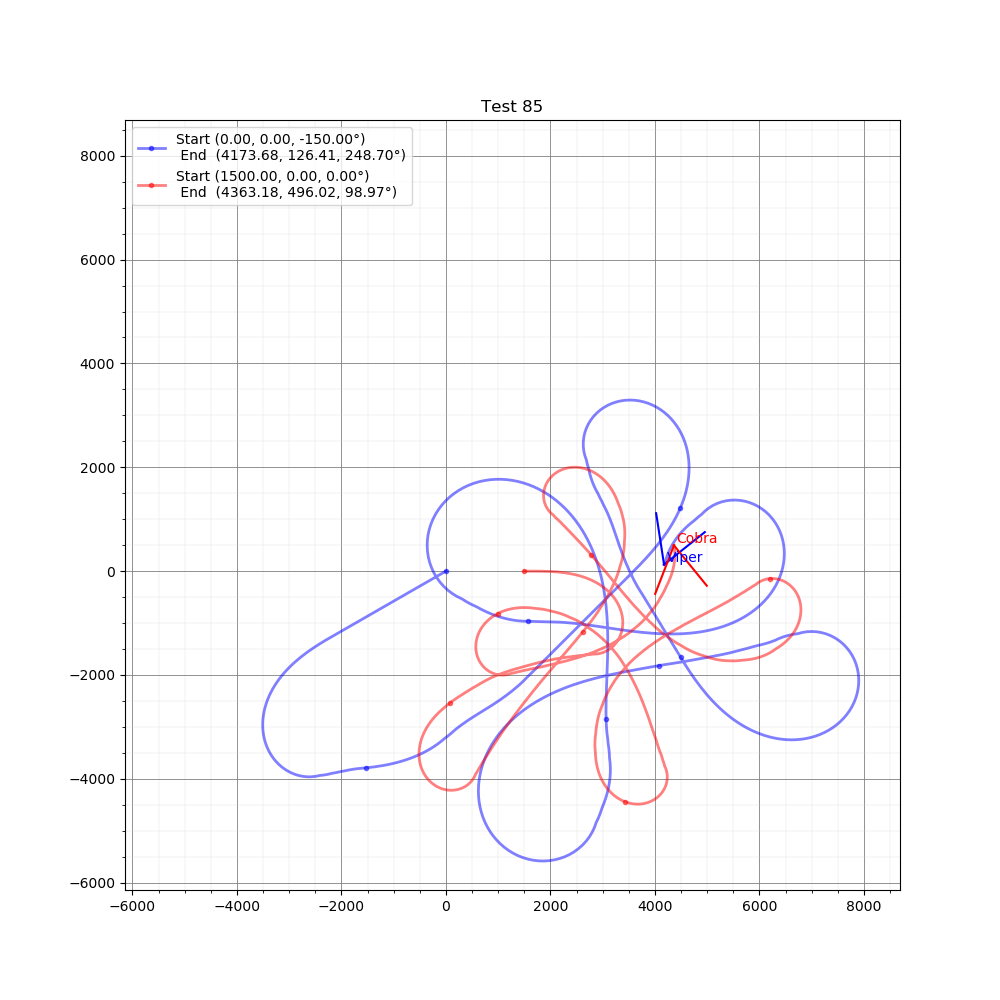 Test 85
Start (0.00, 0.00, -150.00°)
End (4173.68, 126.41, 248.70°)
Start (1500.00, 0.00, 0.00°)
End (4363.18, 496.02, 98.97°)
8000
6000
4000
2000
0
−2000
−4000
−6000
Cobra
Viper
−6000 −4000 −2000 0 2000 4000 6000 8000